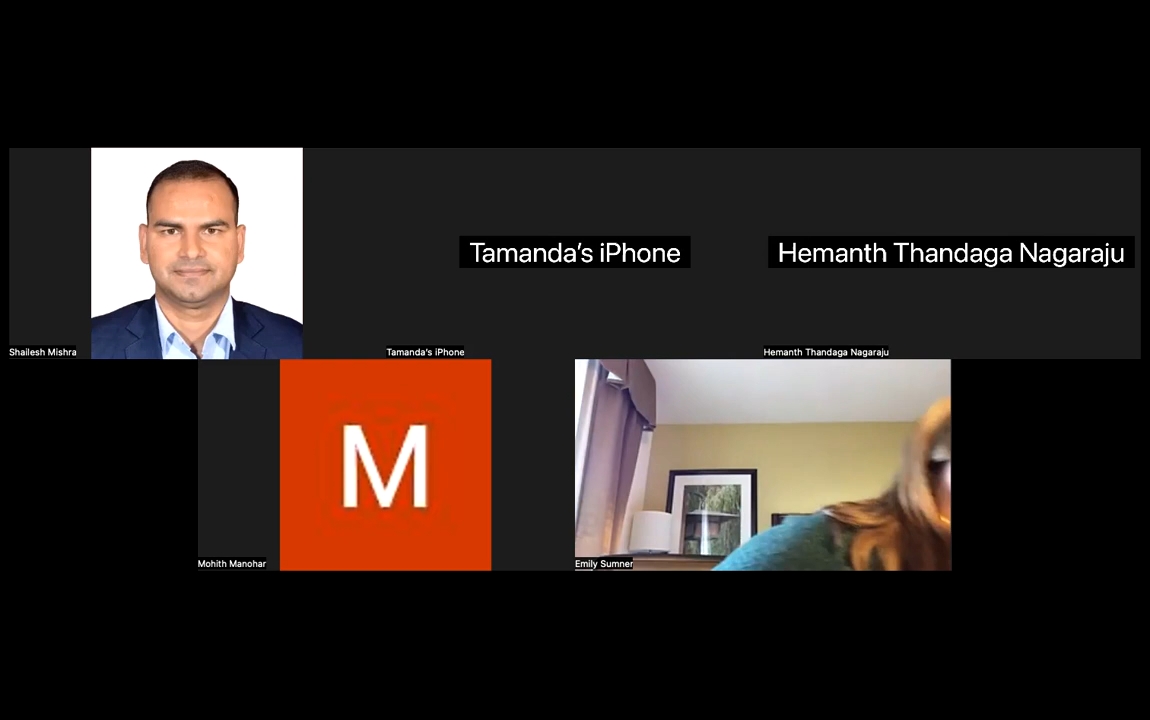 Tamanda's iPhone
Hemanth Thandaga Nagaraju
Shailesh Mishra
Tamanda's iPhone
Hemanth Thandaga Nagaraju
M
Mohith Manohar
Emily Sumner